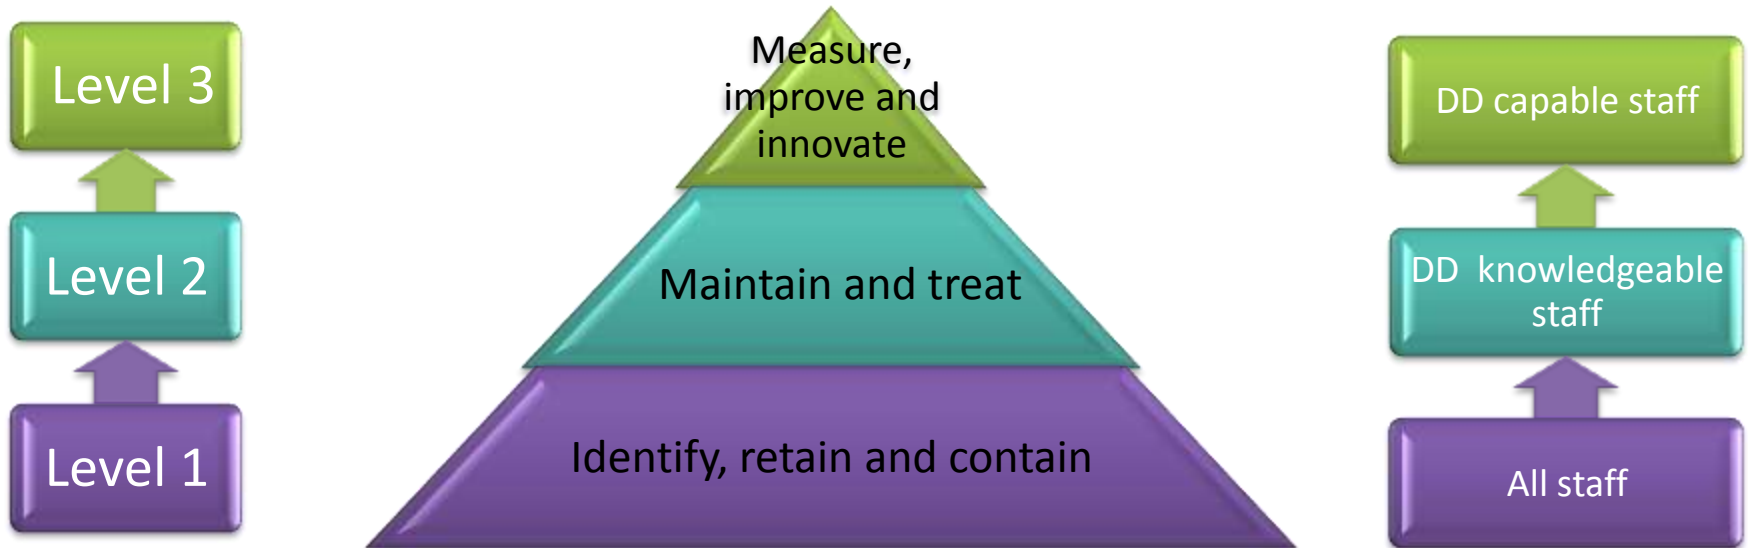 Level 3
Level 2
Level 1
Measure,
improve and
innovate
Maintain and treat
Identify, retain and contain
DD capable staff
DD  knowledgeable
staff
All staff